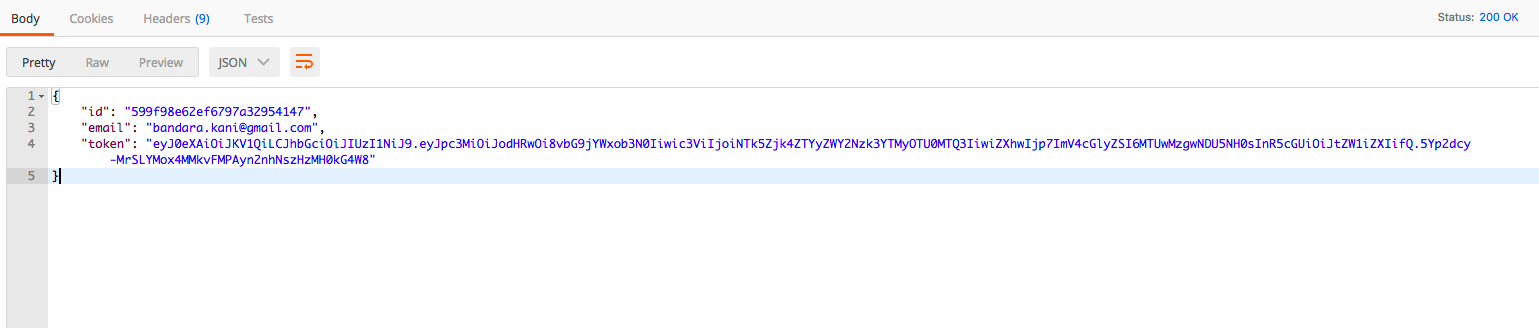 Body Cookies Headers (9) Tests Status: 200 OK
Pretty Raw Preview JSON
1 {
2 "id": "599f98e62ef6797a32954147",
3 "email": "bandara.kani@gmail.com",
4 "token": "eyJ0eXAiOiJKV1QiLCJhbGciOiJIUzI1NiJ9.eyJpc3MiOiJodHRwOi8vbG9jYWxob3N0Iiwic3ViIjoiNTk5Zjk4ZTYyZWY2Nzk3YTMyOTU0MTQ3IiwiZXhwIjp7ImV4cGlyZSI6MTUwMzgwNDU5NH0sInR5cGUiOiJtZW1iZXIifQ.5Yp2dcy
-MrSLYMox4MMkvFMPAyn2nhNszHzMH0kG4W8"
5 }